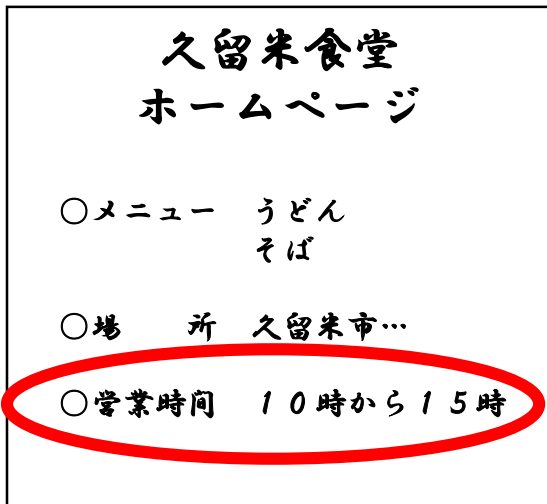 久留米食堂
ホームページ
○メニュー　うどん
そば
○場　　所　久留米市…
○営業時間　１０時から１５時